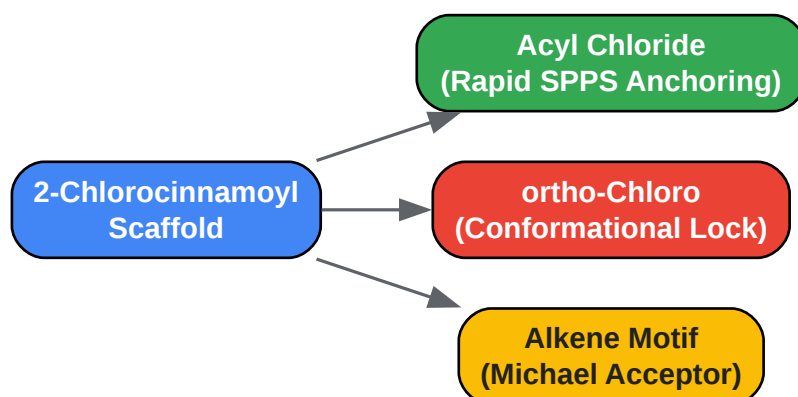 Acyl Chloride
(Rapid SPPS Anchoring)
2-Chlorocinnamoyl
Scaffold
ortho-Chloro
(Conformational Lock)
Alkene Motif
(Michael Acceptor)